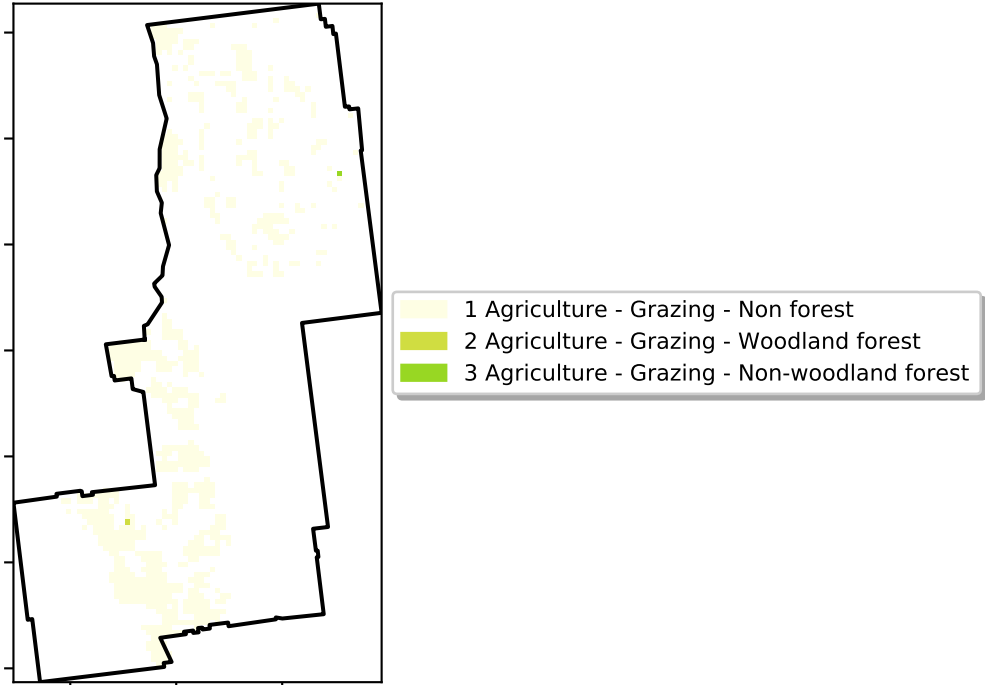 1 Agriculture - Grazing - Non forest
2 Agriculture - Grazing - Woodland forest
3 Agriculture - Grazing - Non-woodland forest